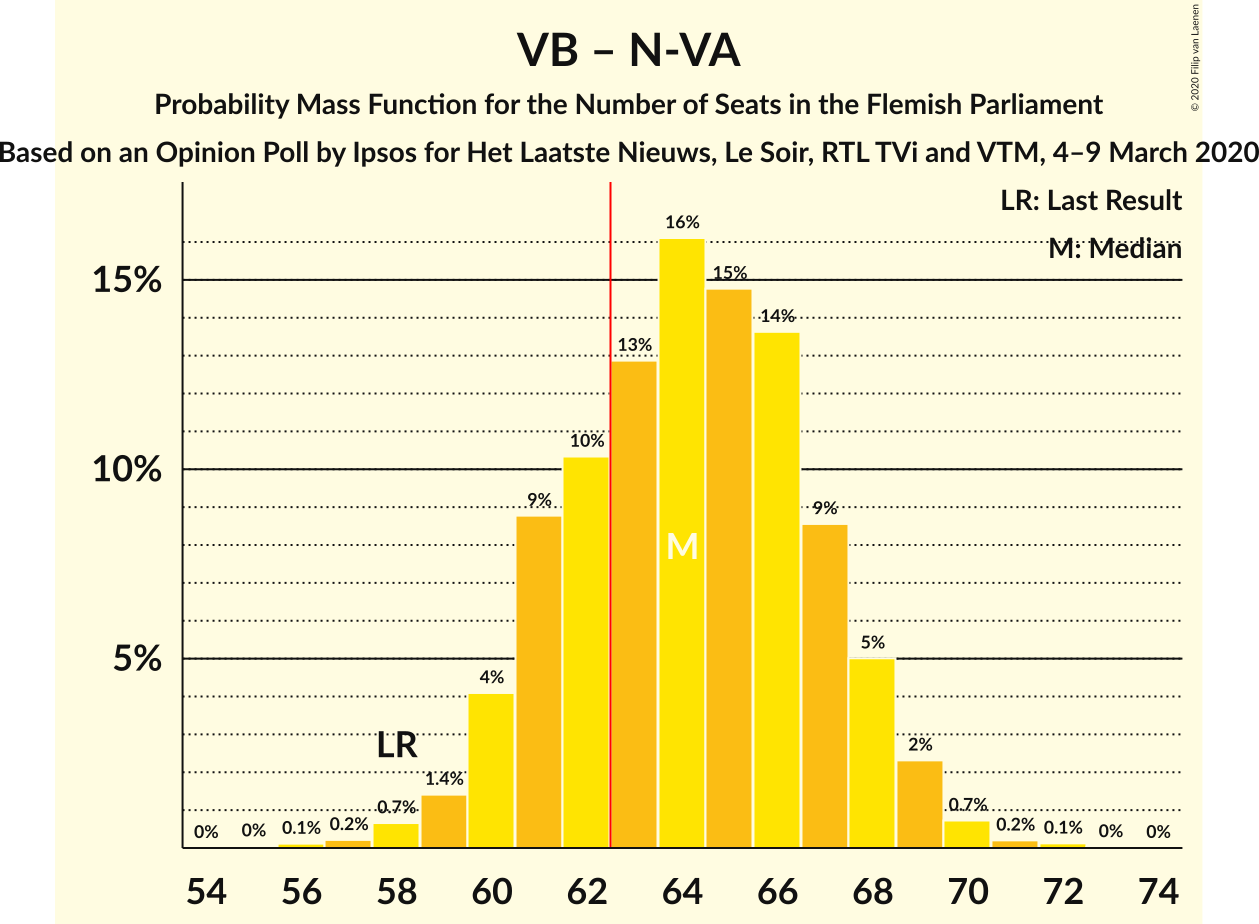 VB – N-VA
Probability Mass Function for the Number of Seats in the Flemish Parliament
Based on an Opinion Poll by Ipsos for Het Laatste Nieuws, Le Soir, RTL TVi and VTM, 4–9 March 2020
© 2020 Filip van Laenen
LR: Last Result
M: Median
15%
10%
5%
0%
0%
0.1%
0.2%
0.7%
1.4%
4%
9%
10%
13%
16%
15%
14%
9%
5%
2%
0.7%
0.2%
0.1%
0%
0%
LR
M
54 56 58 60 62 64 66 68 70 72 74